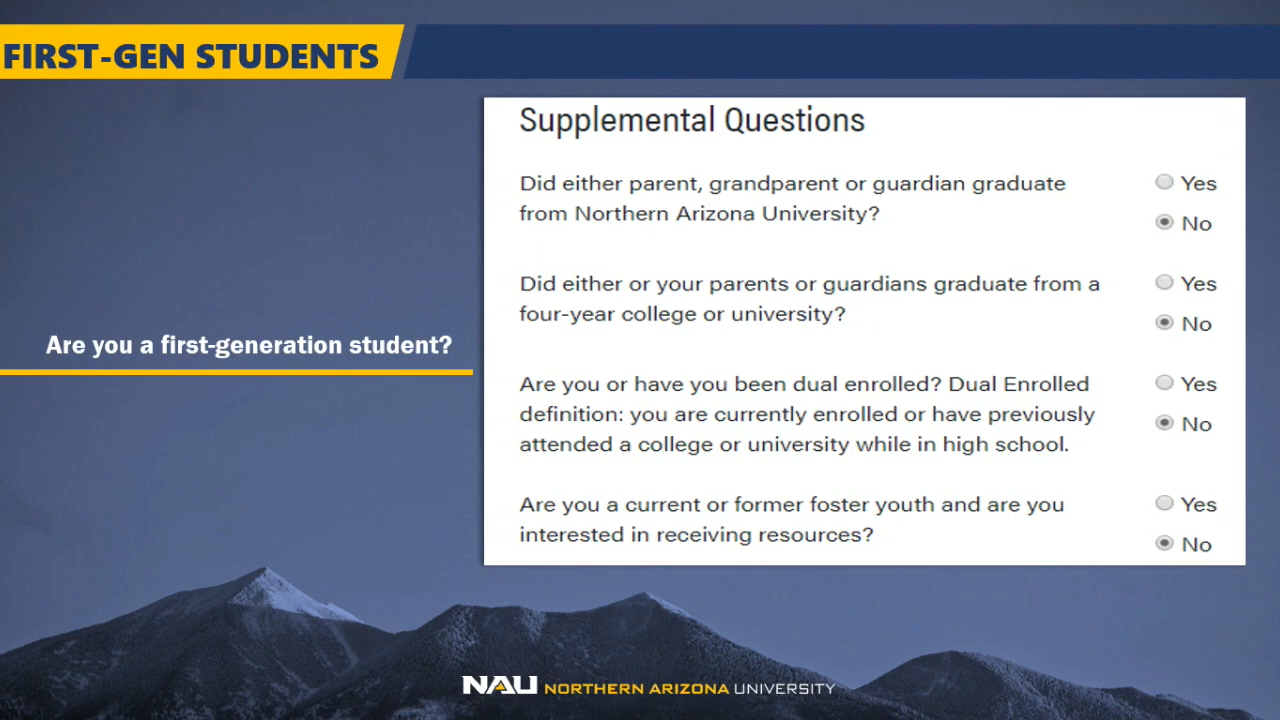 FIRST-GEN STUDENTS
Are you a first-generation student?
Supplemental Questions
Did either parent, grandparent or guardian graduate
from Northern Arizona University?
Yes
No
Did either or your parents or guardians graduate from a
four-year college or university?
Yes
No
Are you or have you been dual enrolled? Dual Enrolled
definition: you are currently enrolled or have previously
attended a college or university while in high school.
Yes
No
Are you a current or former foster youth and are you
interested in receiving resources?
Yes
No
NAU NORTHERN ARIZONA UNIVERSITY